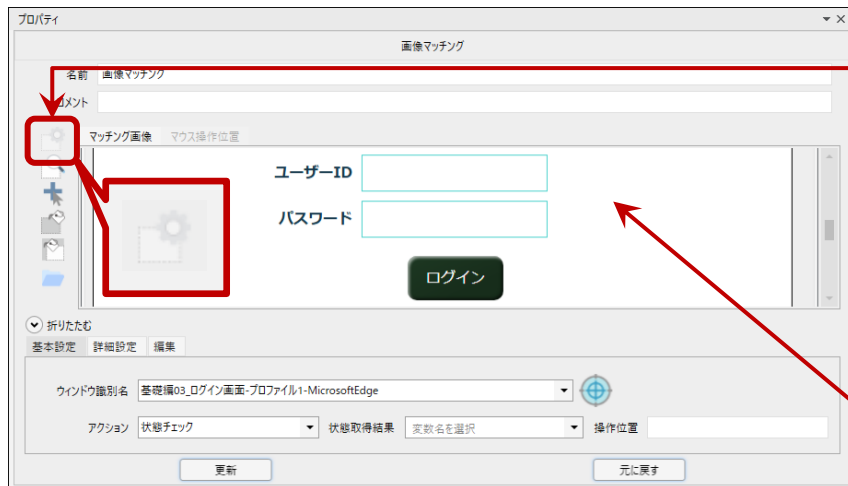 プロパティ
画像マッチング
名前 画像マッチング
コメント
マッチング画像 マウス操作位置
ユーザーID
パスワード
ログイン
折りたたむ
基本設定 詳細設定 編集
ウィンドウ識別名 基礎編03_ログイン画面-プロファイル1-MicrosoftEdge
アクション 状態チェック 状態取得結果 変数名を選択 操作位置
更新 元に戻す